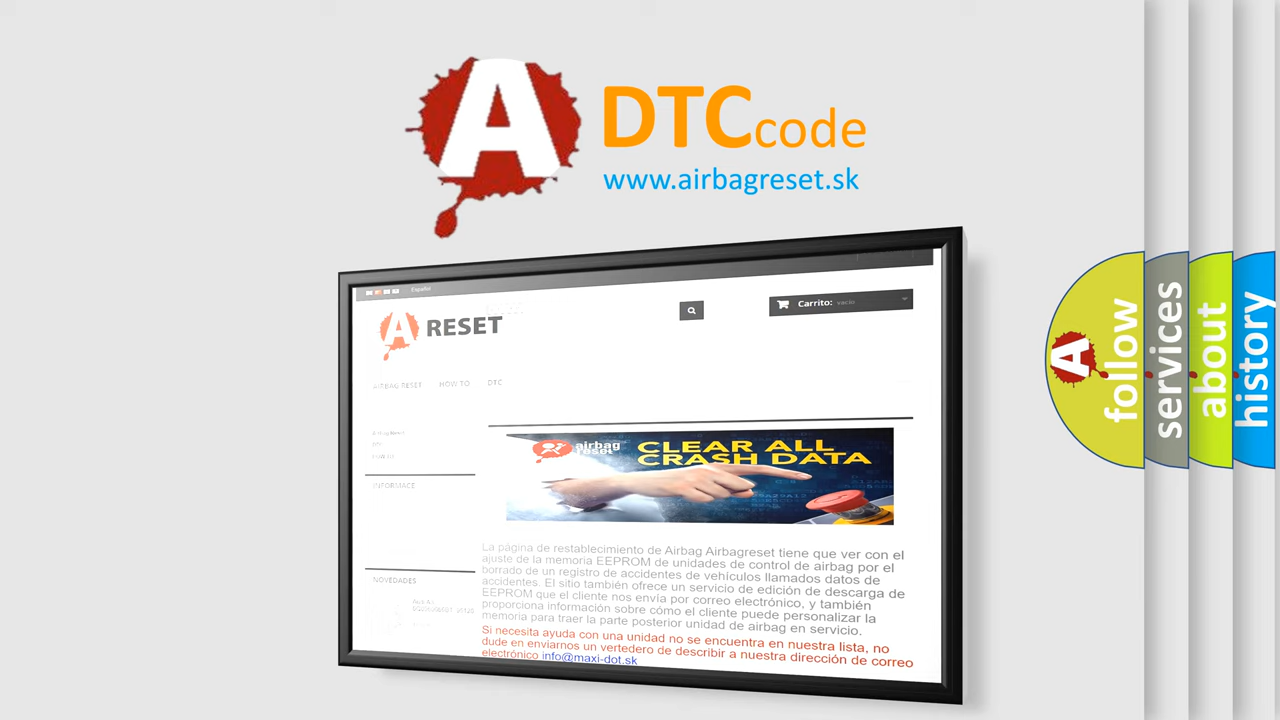 A DTCcode
www.airbagreset.sk
Español
Carrito: vacío
A RESET
AIRBAG RESET HOW TO DTC
airbag reset
CLEAR ALL
CRASH DATA
INFORMACE
La página de restablecimiento de Airbag Airbagreset tiene que ver con el
ajuste de la memoria EEPROM de unidades de control de airbag por el
borrado de un registro de accidentes de vehículos llamados datos de
accidentes. El sitio también ofrece un servicio de edición de descarga de
EEPROM que el cliente nos envía por correo electrónico, y también
proporciona información sobre cómo el cliente puede personalizar la
memoria para traer la parte posterior unidad de airbag en servicio.
NOVEDADES
Si necesita ayuda con una unidad no se encuentra en nuestra lista, no
dude en enviarnos un vertedero de describir a nuestra dirección de correo
electrónico info@maxi-dot.sk
A follow
services
about
history